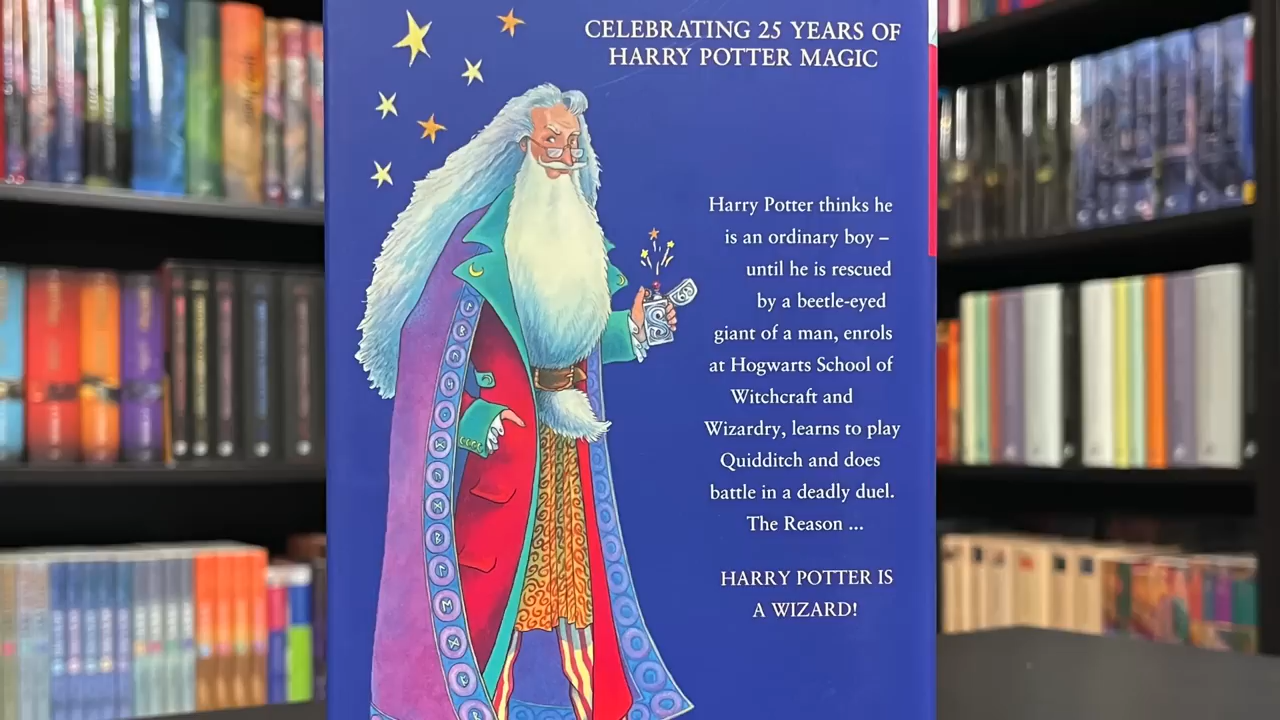 CELEBRATING 25 YEARS OF
HARRY POTTER MAGIC
Harry Potter thinks he
is an ordinary boy –
until he is rescued
by a beetle-eyed
giant of a man, enrols
at Hogwarts School of
Witchcraft and
Wizardry, learns to play
Quidditch and does
battle in a deadly duel.
The Reason ...
HARRY POTTER IS
A WIZARD!